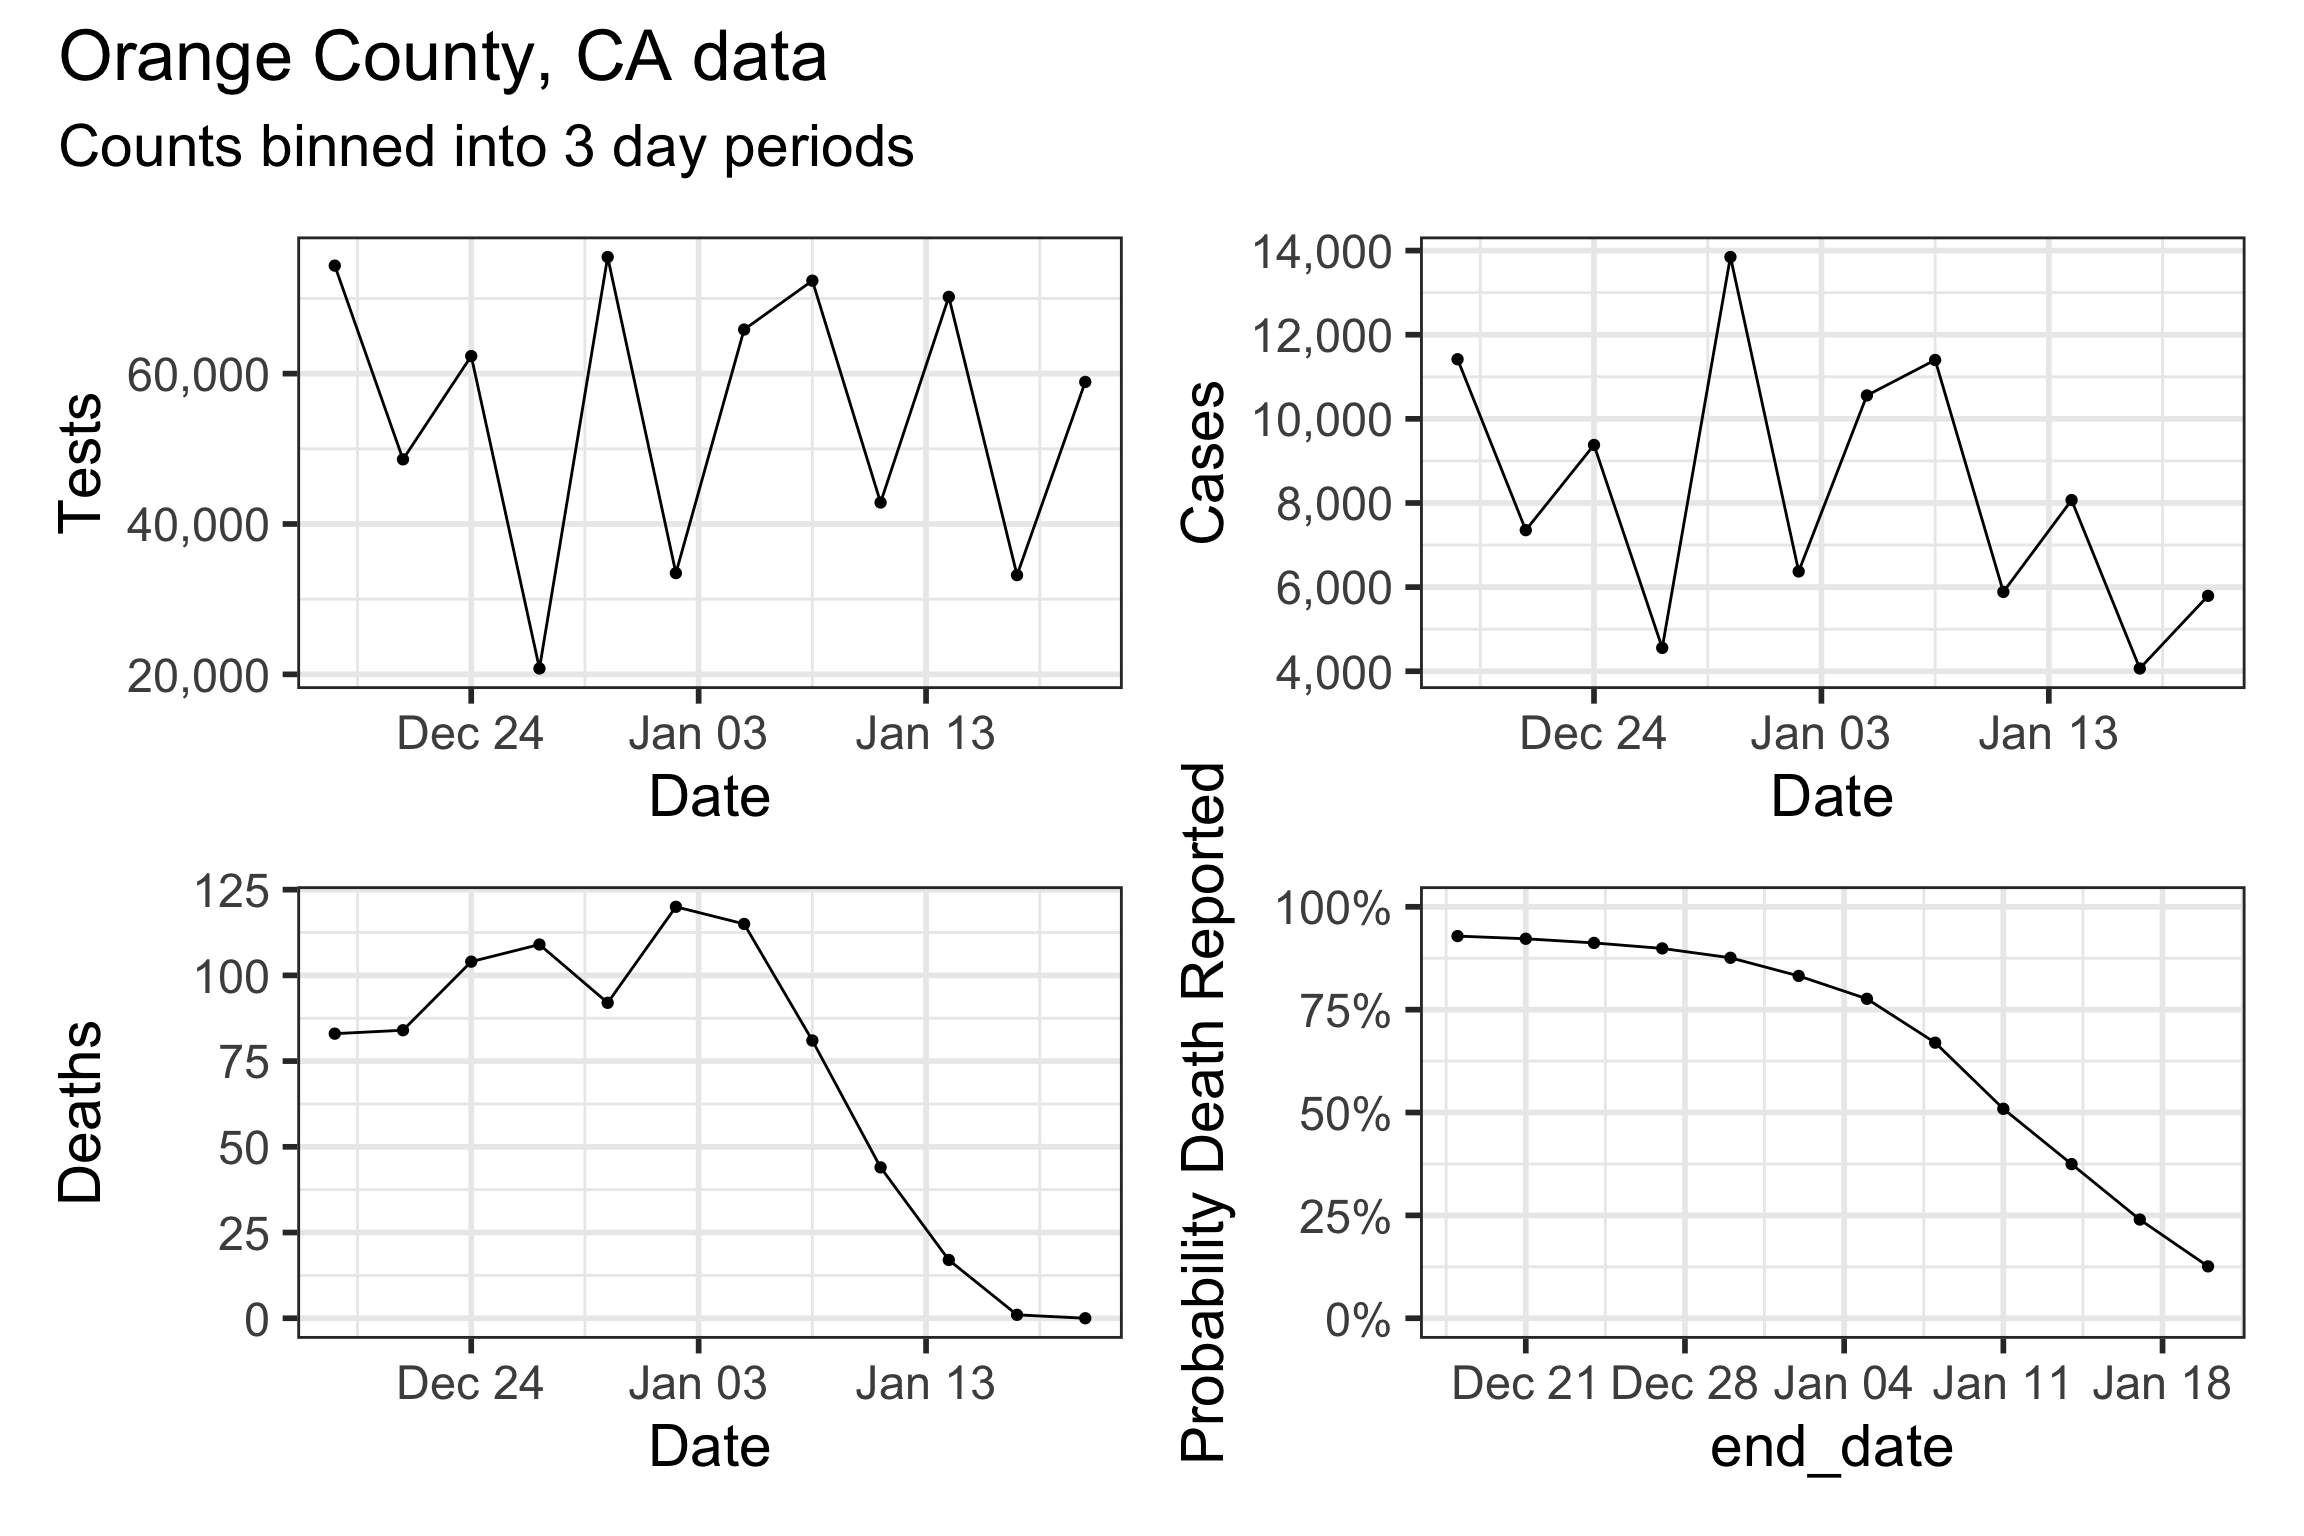 Orange County, CA data
Counts binned into 3 day periods
Tests
60,000
40,000
20,000
Dec 24 Jan 03 Jan 13
Date
Cases
14,000
12,000
10,000
8,000
6,000
4,000
Dec 24 Jan 03 Jan 13
Date
Deaths
125
100
75
50
25
0
Dec 24 Jan 03 Jan 13
Date
Probability Death Reported
100%
75%
50%
25%
0%
Dec 21 Dec 28 Jan 04 Jan 11 Jan 18
end_date